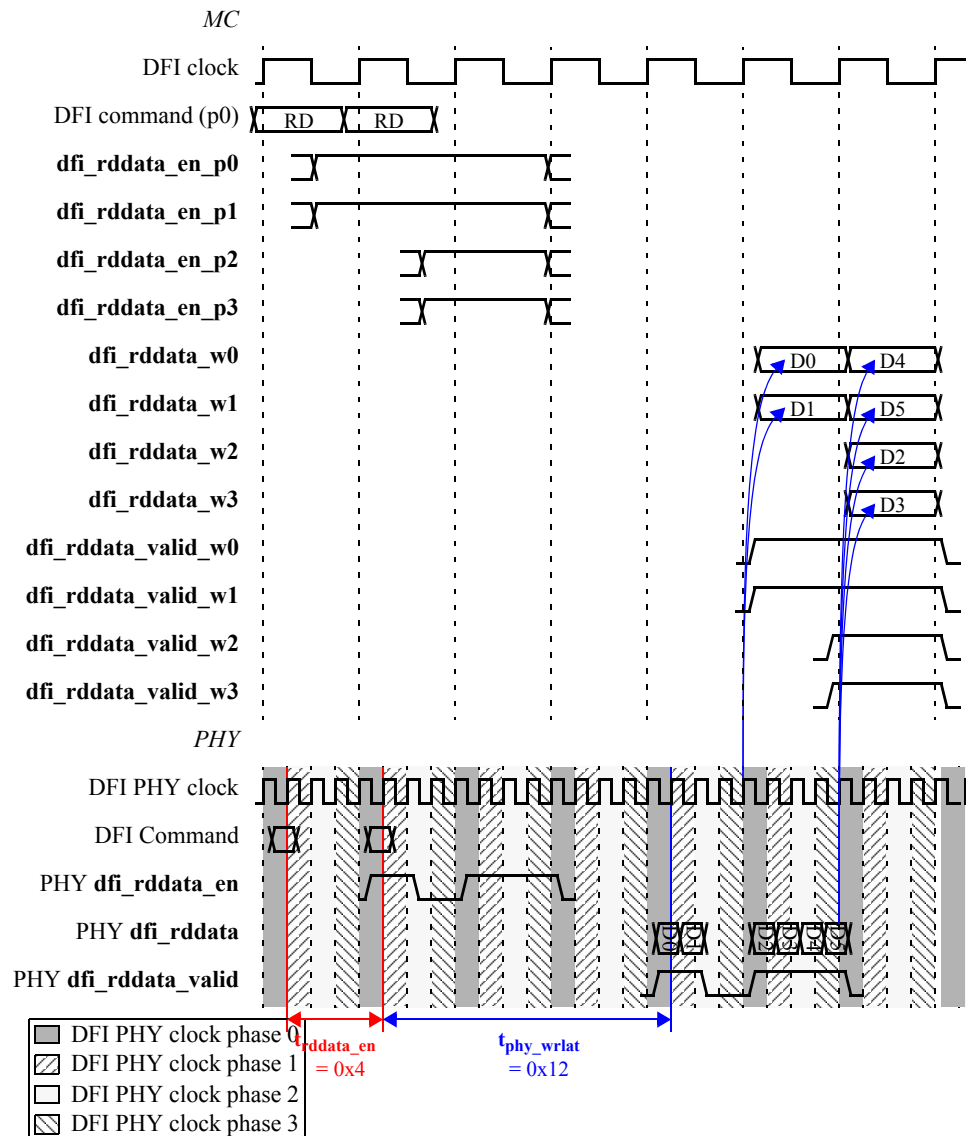 MC
DFI clock
DFI command (p0) RD RD
dfi_rddata_en_p0
dfi_rddata_en_p1
dfi_rddata_en_p2
dfi_rddata_en_p3
dfi_rddata_w0 D0 D4
dfi_rddata_w1 D1 D5
dfi_rddata_w2 D2
dfi_rddata_w3 D3
dfi_rddata_valid_w0
dfi_rddata_valid_w1
dfi_rddata_valid_w2
dfi_rddata_valid_w3
PHY
DFI PHY clock
DFI Command
PHY dfi_rddata_en
PHY dfi_rddata D0 D1 D2 D3 D4 D5
PHY dfi_rddata_valid
DFI PHY clock phase 0
DFI PHY clock phase 1
DFI PHY clock phase 2
DFI PHY clock phase 3
trddata_en
= 0x4
tphy_wrlat
= 0x12